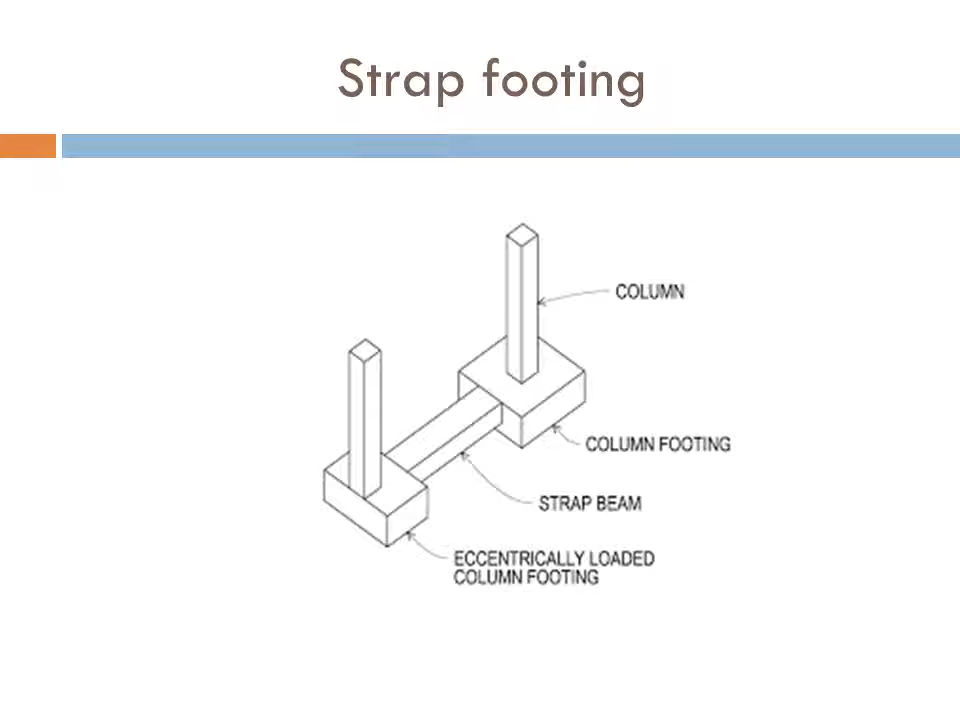 Strap footing
COLUMN
COLUMN FOOTING
STRAP BEAM
ECCENTRICALLY LOADED
COLUMN FOOTING